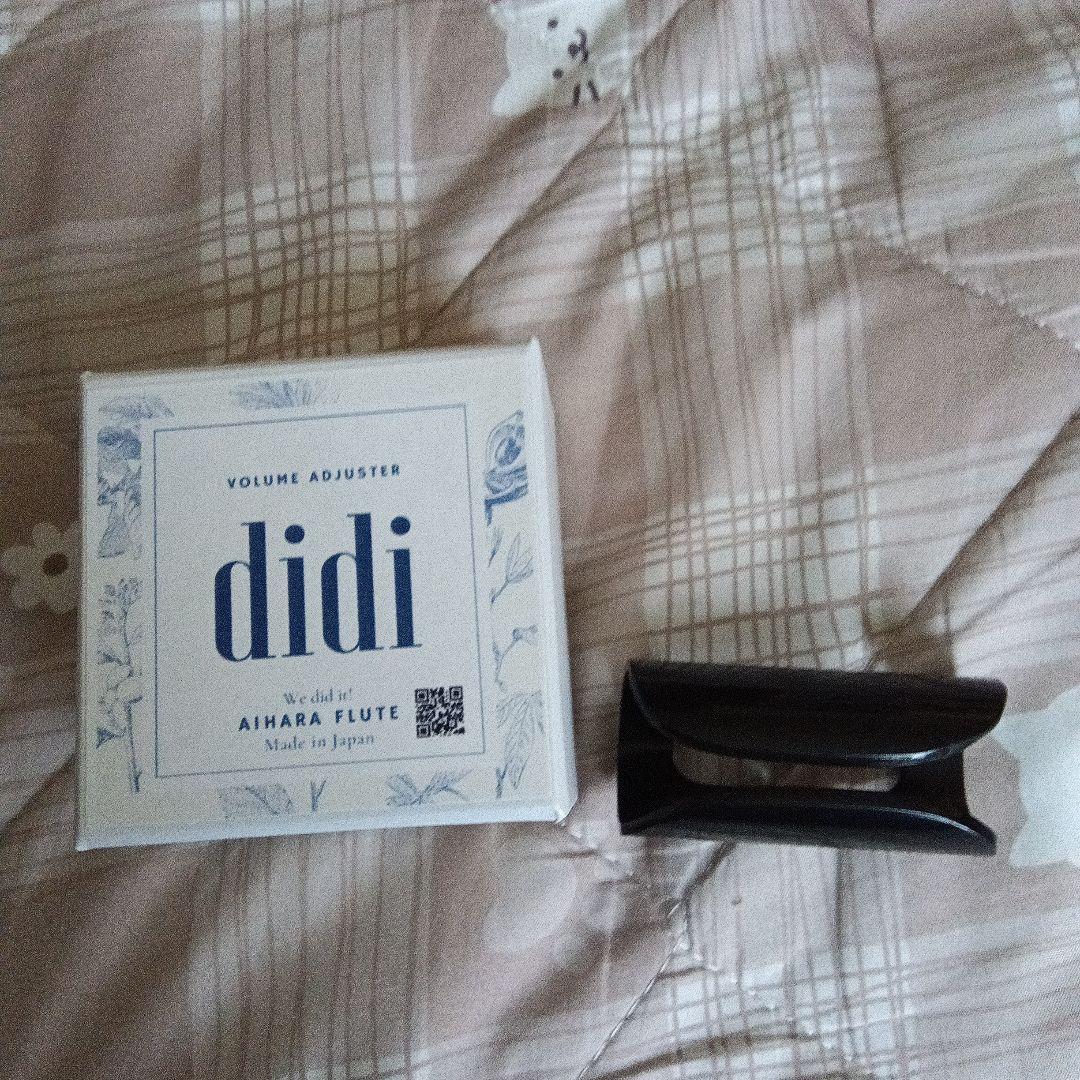 VOLUME ADJUSTER
didi
We did it!
AIHARA FLUTE
Made in Japan